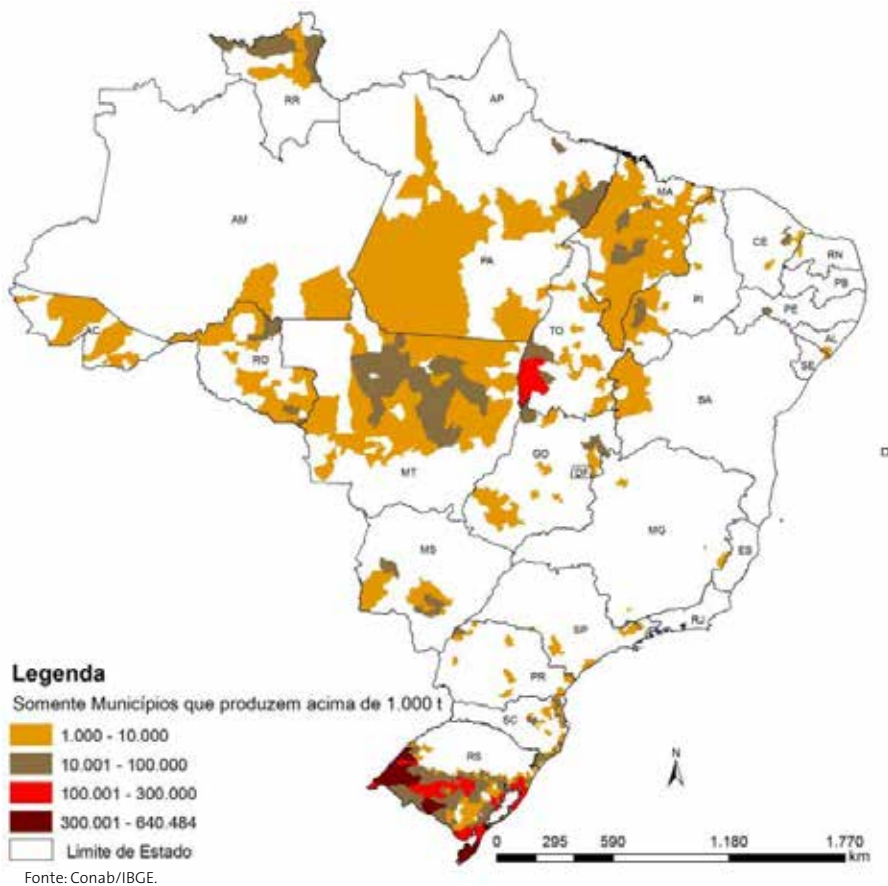 RR
AP
AM
MA
PA
CE
RN
PB
PI
PE
AC
TO
AL
SE
RO
BA
MT
GO
DF
D
MG
MS
ES
SP
RJ
PR
SC
RS
N
Legenda
Somente Municípios que produzem acima de 1.000 t
1.000 - 10.000
10.001 - 100.000
100.001 - 300.000
300.001 - 640.484
Limite de Estado
0 295 590 1.180 1.770
km
Fonte: Conab/IBGE.